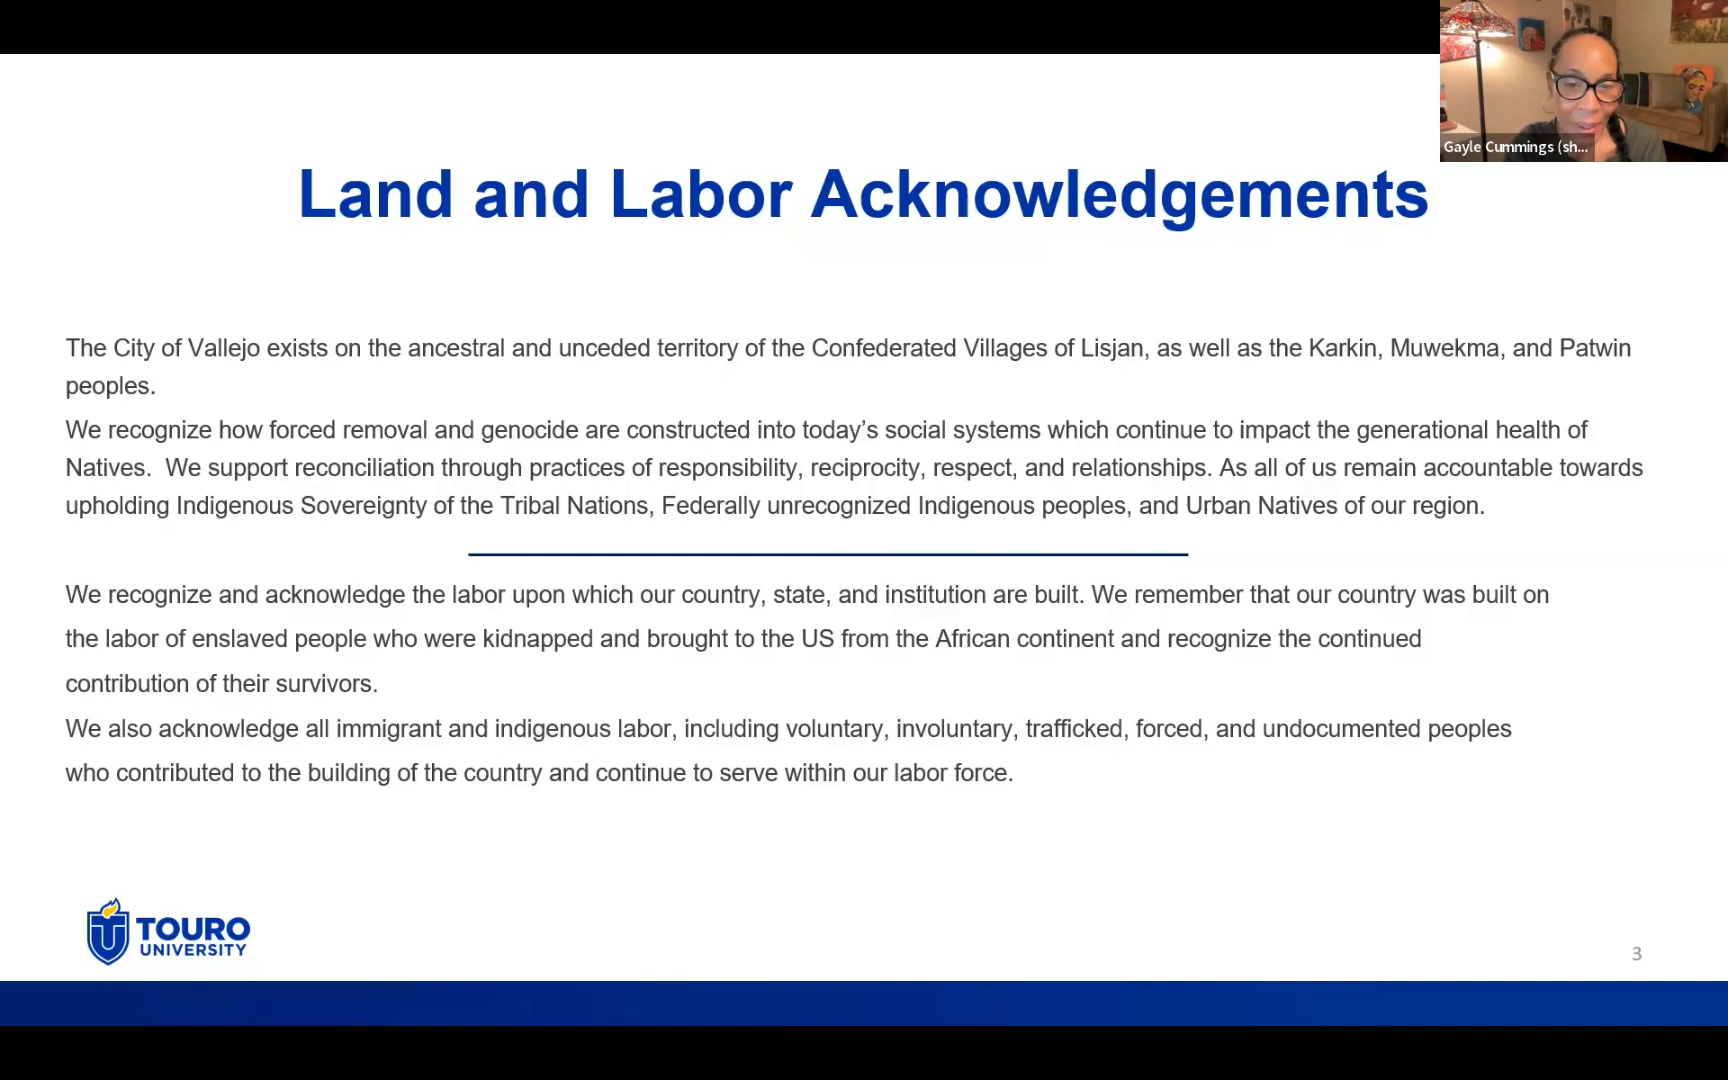 Gayle Cummings (sh...
Land and Labor Acknowledgements
The City of Vallejo exists on the ancestral and unceded territory of the Confederated Villages of Lisjan, as well as the Karkin, Muwekma, and Patwin
peoples.
We recognize how forced removal and genocide are constructed into today’s social systems which continue to impact the generational health of
Natives.  We support reconciliation through practices of responsibility, reciprocity, respect, and relationships. As all of us remain accountable towards
upholding Indigenous Sovereignty of the Tribal Nations, Federally unrecognized Indigenous peoples, and Urban Natives of our region.
We recognize and acknowledge the labor upon which our country, state, and institution are built. We remember that our country was built on
the labor of enslaved people who were kidnapped and brought to the US from the African continent and recognize the continued
contribution of their survivors.
We also acknowledge all immigrant and indigenous labor, including voluntary, involuntary, trafficked, forced, and undocumented peoples
who contributed to the building of the country and continue to serve within our labor force.
TOURO
UNIVERSITY
3